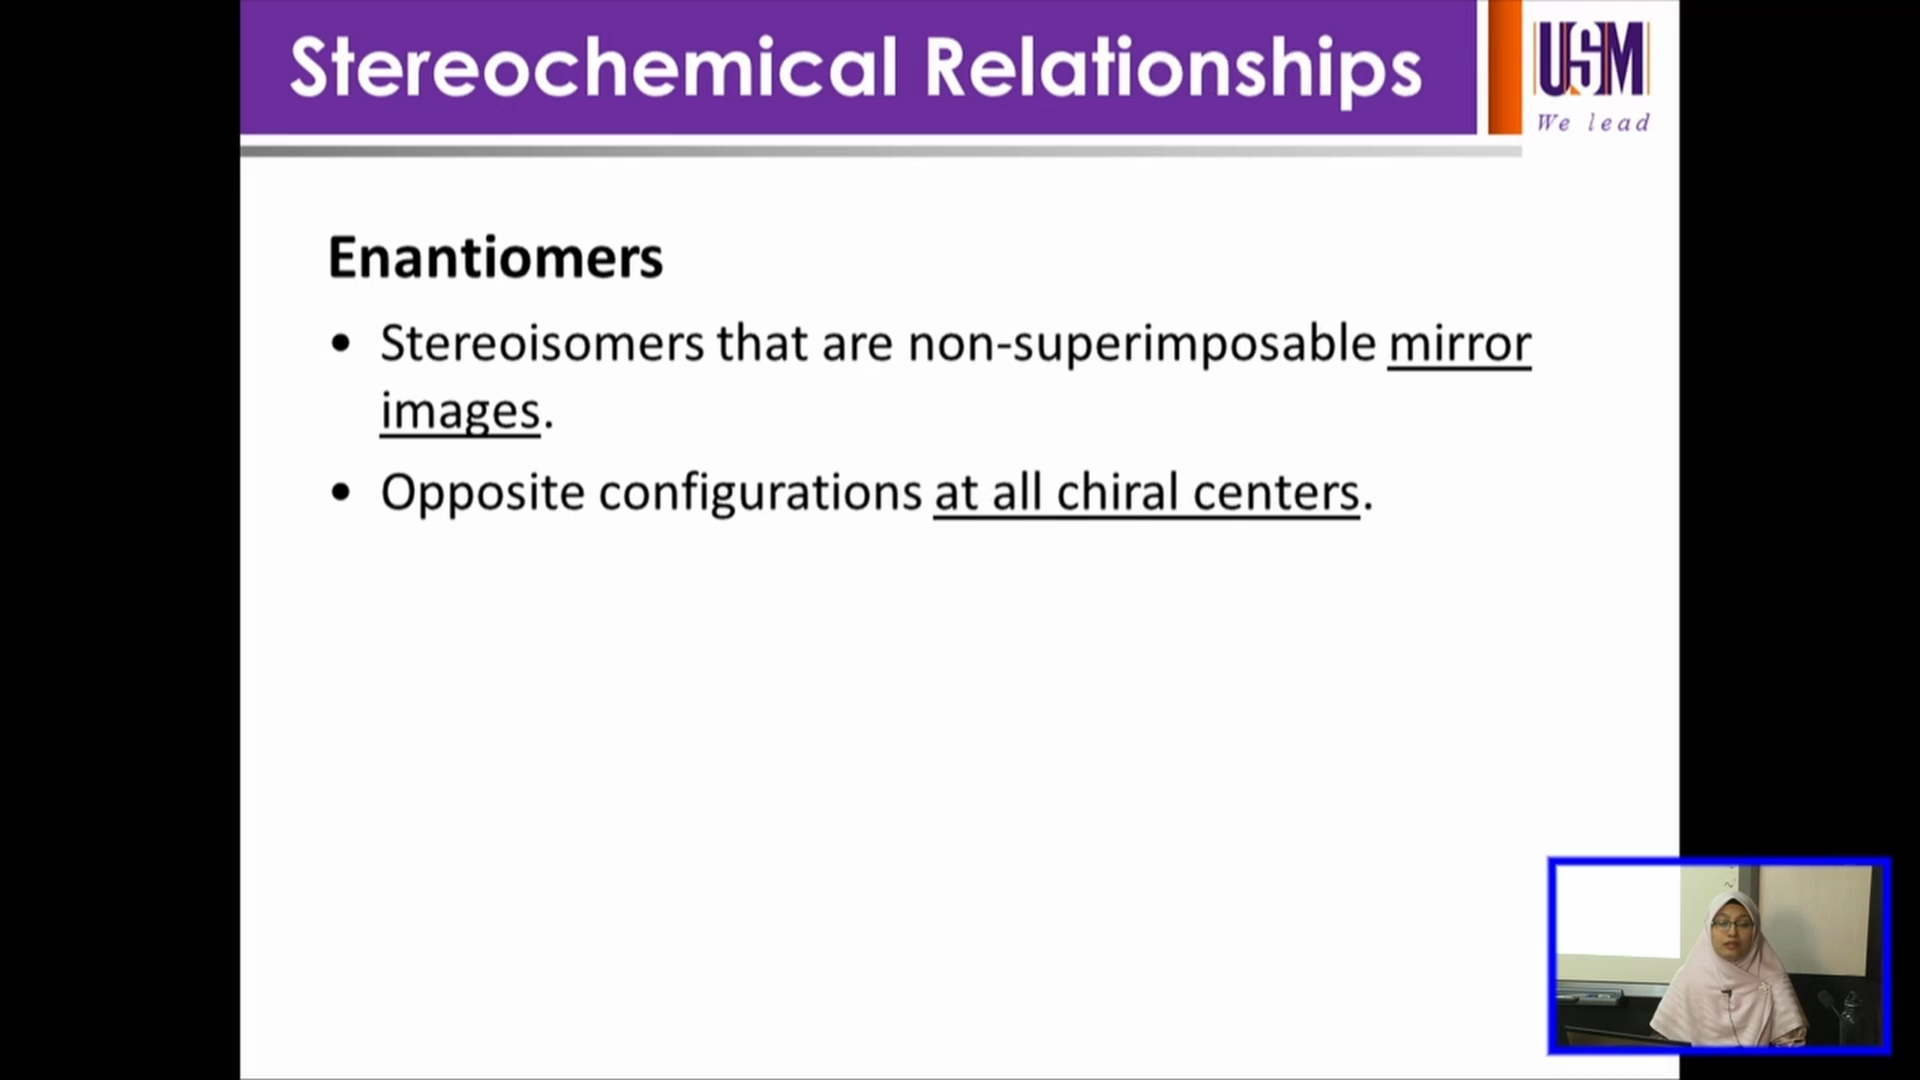 Stereochemical Relationships
USM
We lead
Enantiomers
• Stereoisomers that are non-superimposable mirror
images.
• Opposite configurations at all chiral centers.